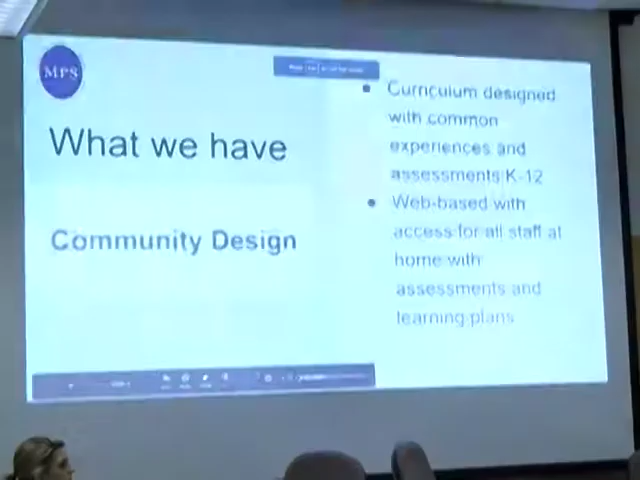 MPS
What we have
Community Design
• Curriculum designed
with common
experiences and
assessments K-12
• Web-based with
access for all staff at
home with
assessments and
learning plans